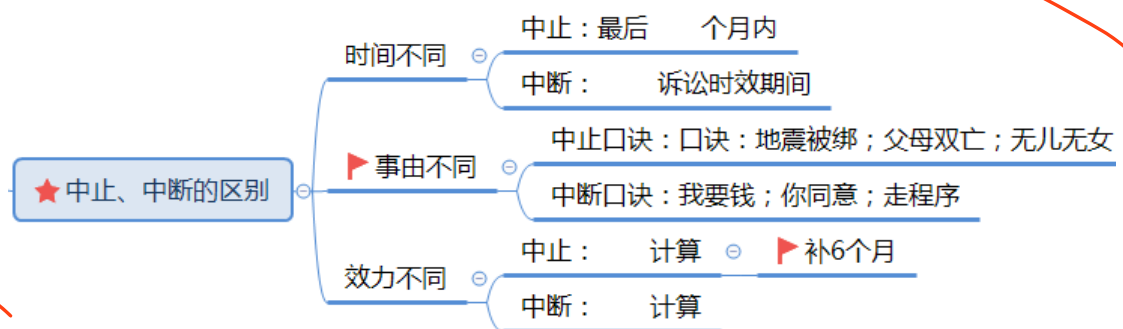 中止：最后　　个月内
时间不同
中断：　　诉讼时效期间
中止口诀：口诀：地震被绑；父母双亡；无儿无女
事由不同
中止、中断的区别
中断口诀：我要钱；你同意；走程序
中止：　　计算
补6个月
效力不同
中断：　　计算